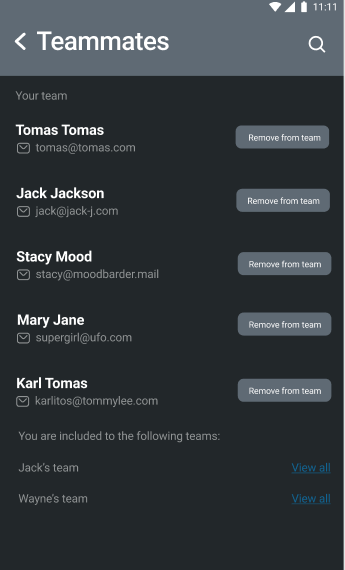 11:11
Teammates
Your team
Tomas Tomas
tomas@tomas.com
Remove from team
Jack Jackson
jack@jack-j.com
Remove from team
Stacy Mood
stacy@moodbarder.mail
Remove from team
Mary Jane
supergirl@ufo.com
Remove from team
Karl Tomas
karlitos@tommylee.com
Remove from team
You are included to the following teams:
Jack's team View all
Wayne's team View all